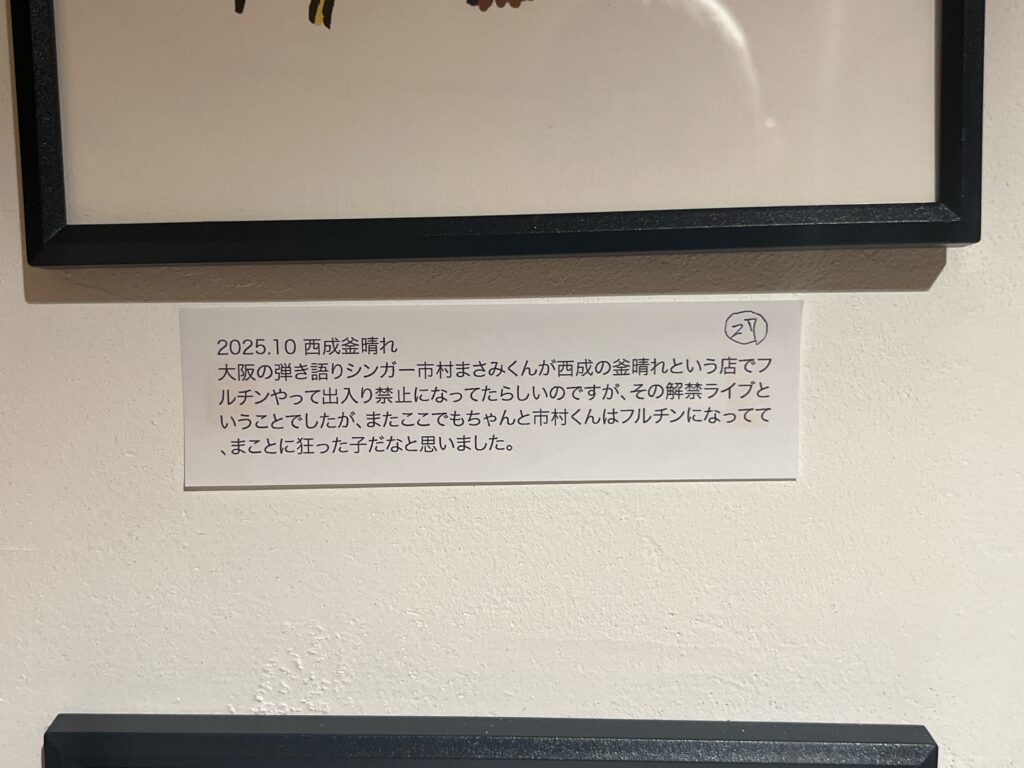 ㉗
2025.10 西成釜晴れ
大阪の弾き語りシンガー市村まさみくんが西成の釜晴れという店でフ
ルチンやって出入り禁止になってたらしいのですが、その解禁ライブと
いうことでしたが、またここでもちゃんと市村くんはフルチンになってて
、まことに狂った子だなと思いました。